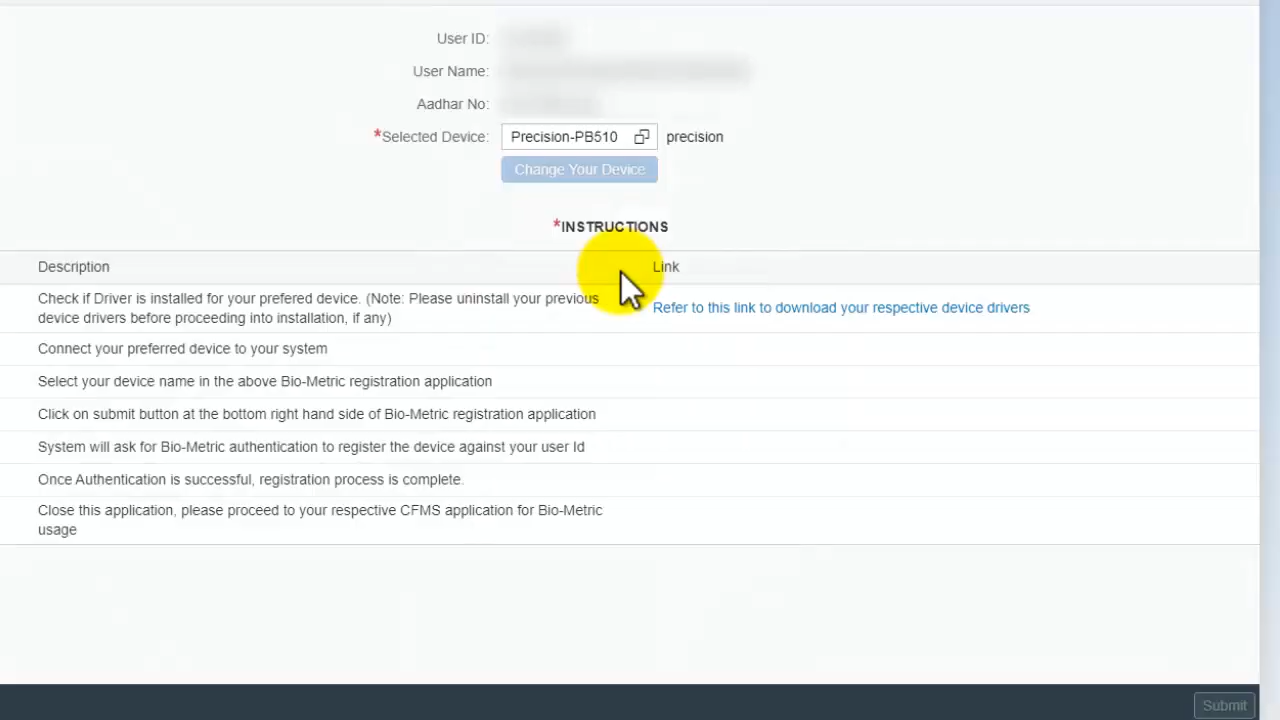 User ID:
User Name:
Aadhar No:
*Selected Device: Precision-PB510 precision
Change Your Device
*INSTRUCTIONS
Description Link
Check if Driver is installed for your prefered device. (Note: Please uninstall your previous
device drivers before proceeding into installation, if any)
Refer to this link to download your respective device drivers
Connect your preferred device to your system
Select your device name in the above Bio-Metric registration application
Click on submit button at the bottom right hand side of Bio-Metric registration application
System will ask for Bio-Metric authentication to register the device against your user Id
Once Authentication is successful, registration process is complete.
Close this application, please proceed to your respective CFMS application for Bio-Metric
usage
Submit